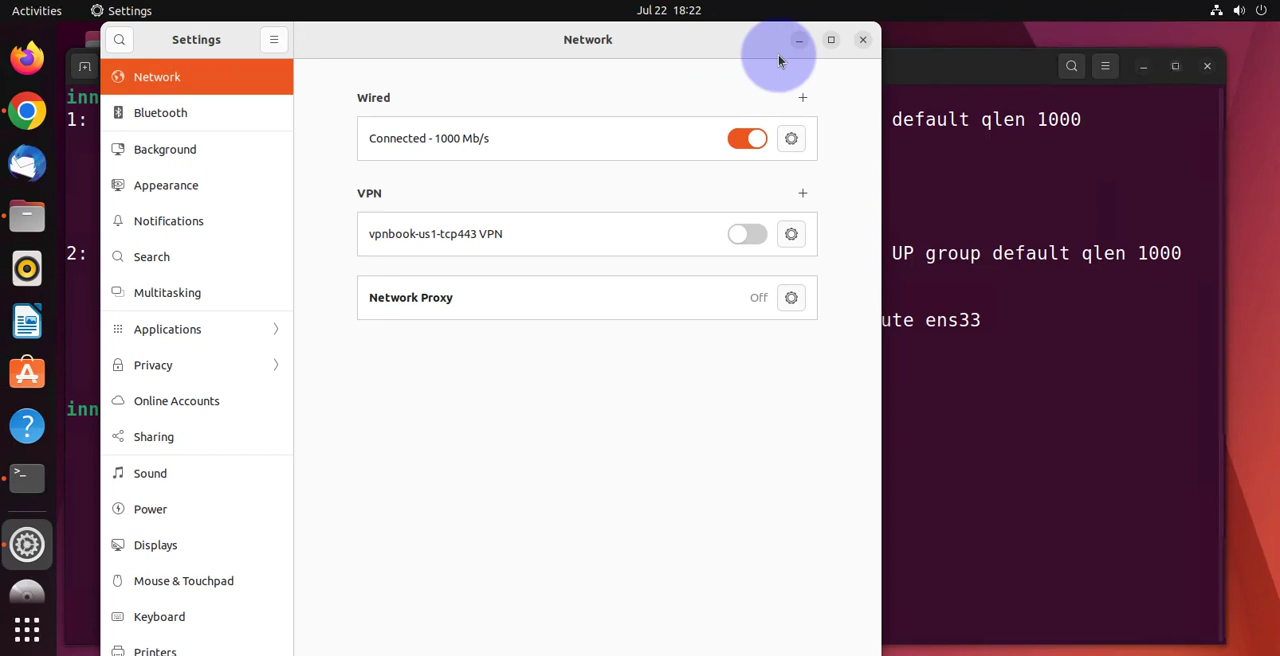 Activities
Settings
Jul 22 18:22
Settings
Network
Network
Bluetooth
Background
Appearance
Notifications
Search
Multitasking
Applications
Privacy
Online Accounts
Sharing
Sound
Power
Displays
Mouse & Touchpad
Keyboard
Printers
Wired
Connected - 1000 Mb/s
VPN
vpnbook-us1-tcp443 VPN
Network Proxy
Off
inn
1: default qlen 1000
2: UP group default qlen 1000
ute ens33
inn